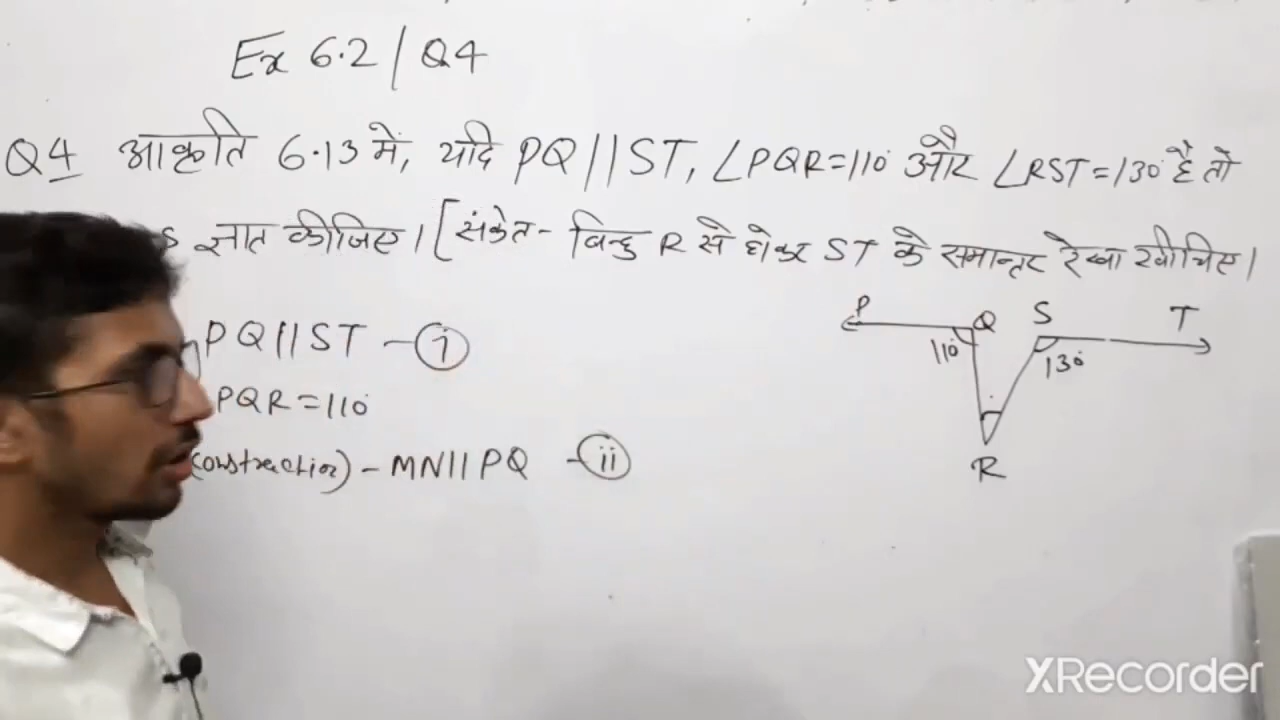 Ex 6.2 / Q4
Q4 आकृति 6.13 में, यदि PQ//ST, ∠PQR=110° और ∠RST=130° है तो
S ज्ञात कीजिए। [संकेत- बिन्दु R से होकर ST के समान्तर रेखा खीचिए।
PQ//ST - (i)
PQR=110°
(construction) - MN//PQ - (ii)
P Q S T
110° 130°
R
XRecorder